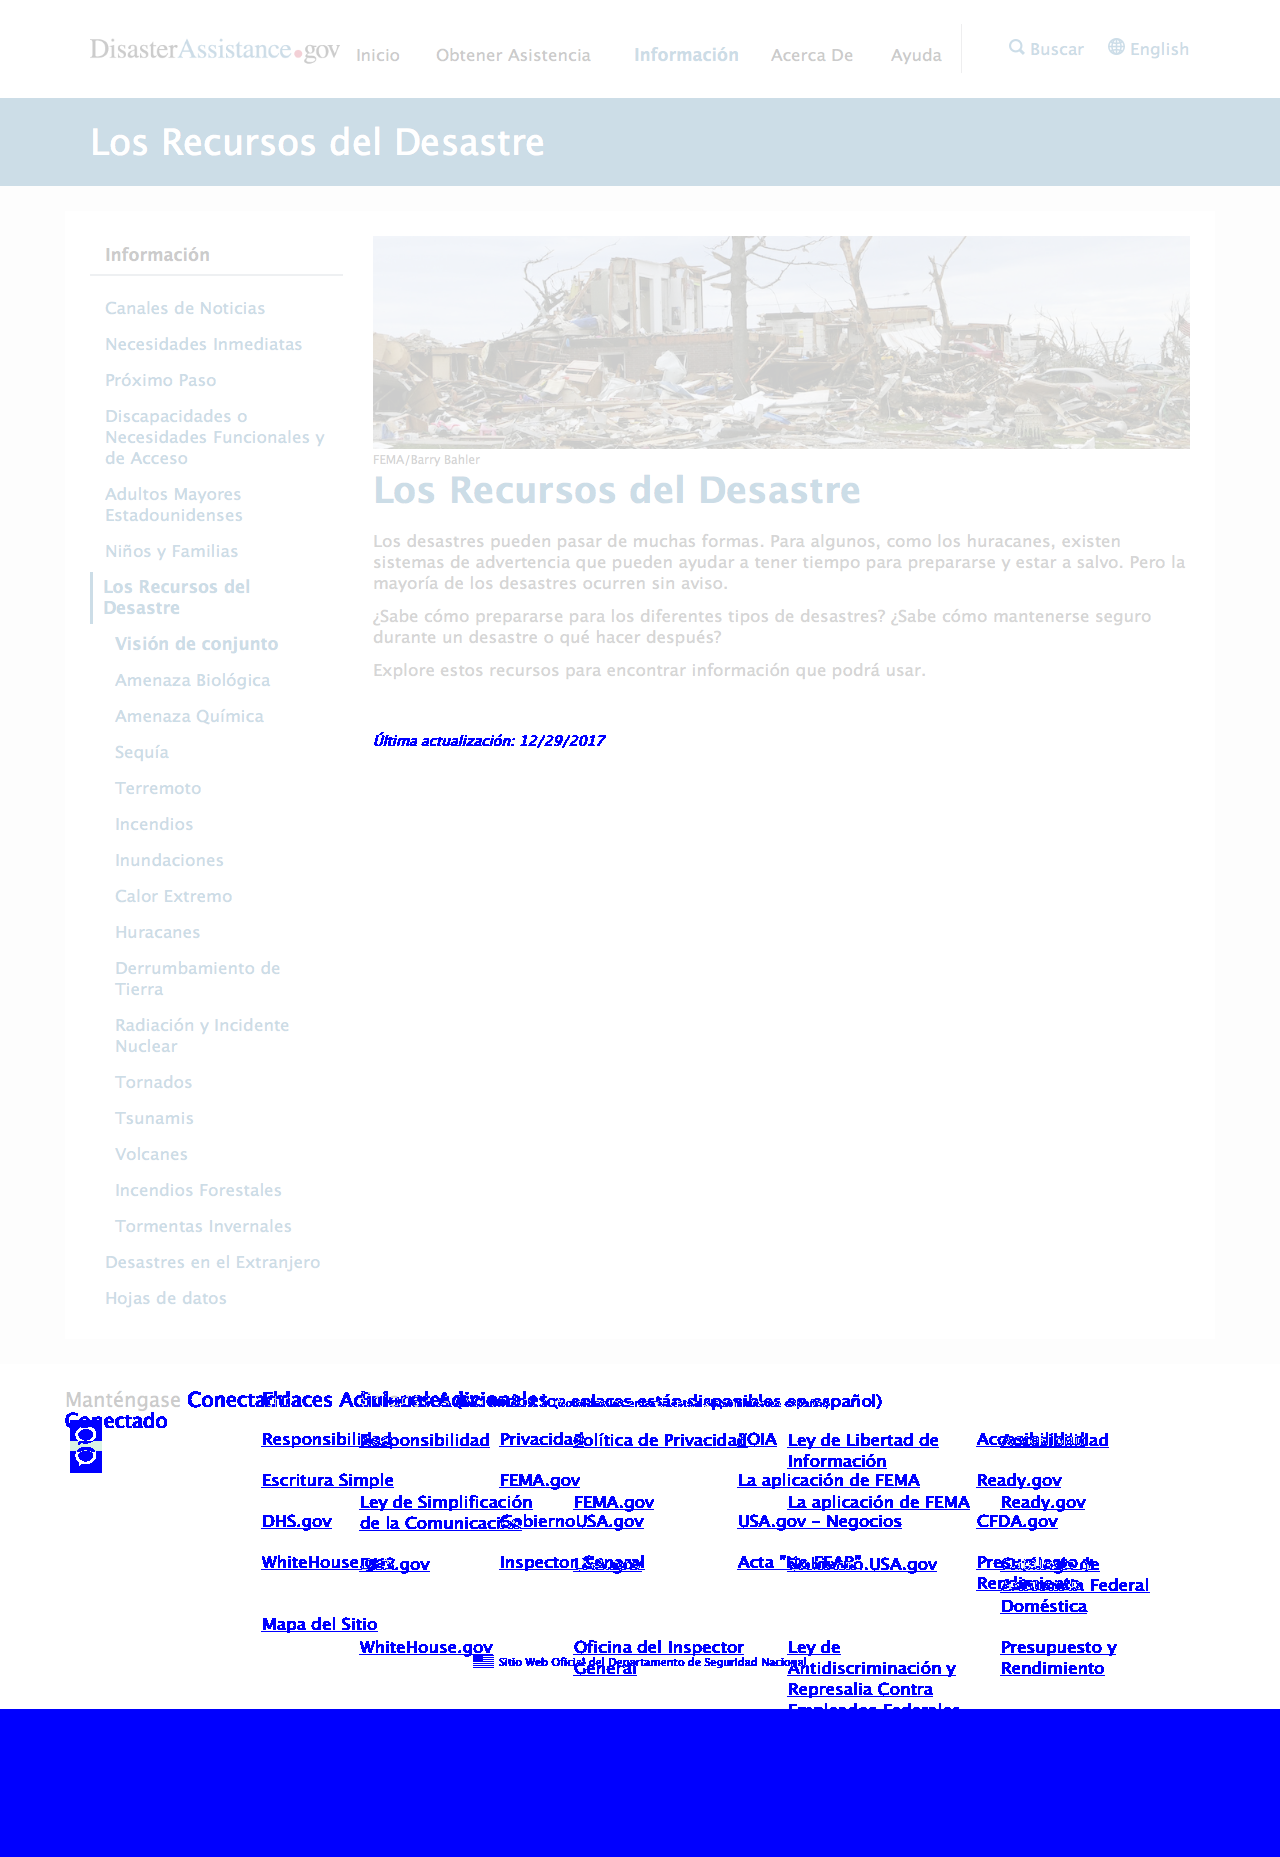 DisasterAssistance.gov
Inicio
Obtener Asistencia
Información
Acerca De
Ayuda
Buscar
English
Los Recursos del Desastre
Información
Canales de Noticias
Necesidades Inmediatas
Próximo Paso
Discapacidades o
Necesidades Funcionales y
de Acceso
Adultos Mayores
Estadounidenses
Niños y Familias
Los Recursos del
Desastre
Visión de conjunto
Amenaza Biológica
Amenaza Química
Sequía
Terremoto
Incendios
Inundaciones
Calor Extremo
Huracanes
Derrumbamiento de
Tierra
Radiación y Incidente
Nuclear
Tornados
Tsunamis
Volcanes
Incendios Forestales
Tormentas Invernales
Desastres en el Extranjero
Hojas de datos
FEMA/Barry Bahler
Los Recursos del Desastre
Los desastres pueden pasar de muchas formas. Para algunos, como los huracanes, existen
sistemas de advertencia que pueden ayudar a tener tiempo para prepararse y estar a salvo. Pero la
mayoría de los desastres ocurren sin aviso.
¿Sabe cómo prepararse para los diferentes tipos de desastres? ¿Sabe cómo mantenerse seguro
durante un desastre o qué hacer después?
Explore estos recursos para encontrar información que podrá usar.
Última actualización: 12/29/2017
Manténgase
Conectado
enlaces están disponibles en español)
Responsibilidad
Responsibilidad
Privacidad
Política de Privacidad
FOIA
Ley de Libertad de
Información
Accesibilidad
Escritura Simple
FEMA.gov
La aplicación de FEMA
Ready.gov
Ley de Simplificación
de la Comunicación
FEMA.gov
La aplicación de FEMA
Ready.gov
DHS.gov
GobiernoUSA.gov
USA.gov – Negocios
CFDA.gov
WhiteHouse.gov
DHS.gov
Inspector General
Acta "No FEAR"
Gobierno.USA.gov
Presupuesto y
Rendimiento
Federal
Doméstica
Mapa del Sitio
WhiteHouse.gov
Oficina del Inspector
General
Ley de
Antidiscriminación y
Represalia Contra
Empleados Federales
Presupuesto y
Rendimiento
Sitio Web Oficial del Departamento de Seguridad Nacional